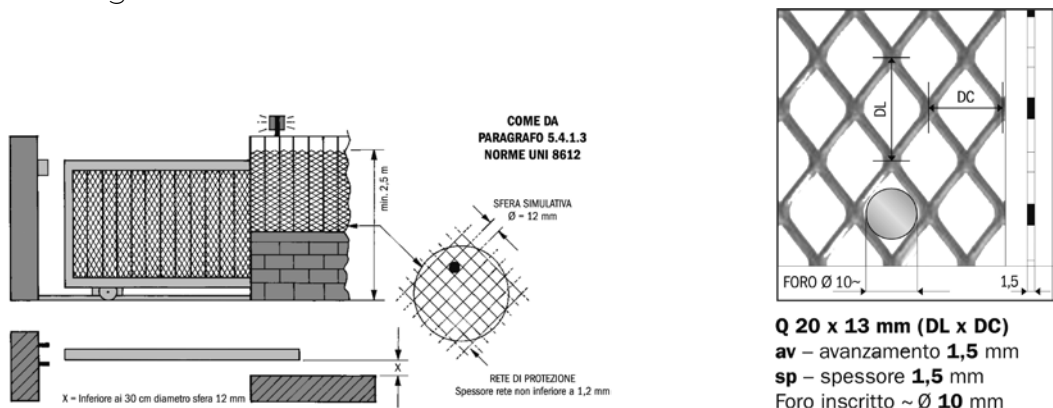 COME DA
PARAGRAFO 5.4.1.3
NORME UNI 8612
min. 2,5 m
SFERA SIMULATIVA
Ø = 12 mm
X
X = Inferiore ai 30 cm diametro sfera 12 mm
RETE DI PROTEZIONE
Spessore rete non inferiore a 1,2 mm
DL
DC
FORO Ø 10~
1,5
Q 20 x 13 mm (DL x DC)
av – avanzamento 1,5 mm
sp – spessore 1,5 mm
Foro inscritto ~ Ø 10 mm